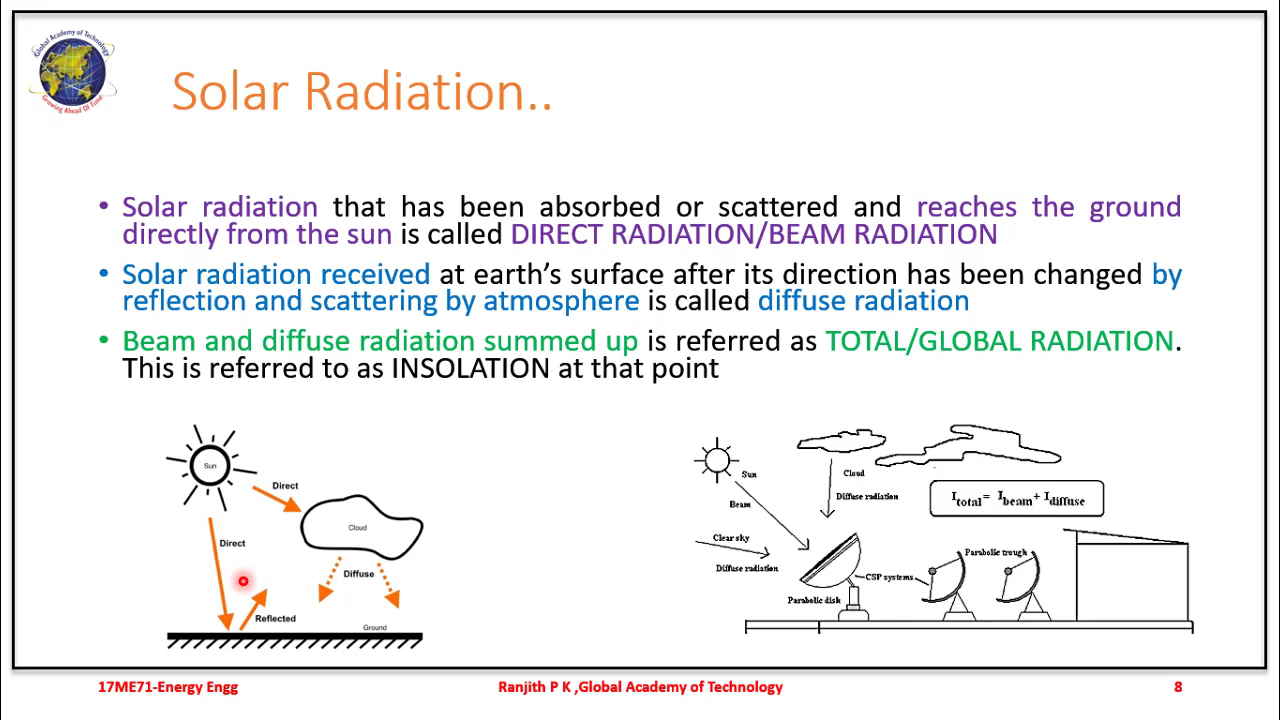 Global Academy of Technology
Growing Ahead Of Time
Solar Radiation..
• Solar radiation that has been absorbed or scattered and reaches the ground
directly from the sun is called DIRECT RADIATION/BEAM RADIATION
• Solar radiation received at earth’s surface after its direction has been changed by
reflection and scattering by atmosphere is called diffuse radiation
• Beam and diffuse radiation summed up is referred as TOTAL/GLOBAL RADIATION.
This is referred to as INSOLATION at that point
Sun
Direct
Cloud
Direct
Diffuse
Reflected
Ground
Sun
Cloud
Beam
Diffuse radiation
I total = I beam + I diffuse
Clear sky
Diffuse radiation
Parabolic trough
CSP systems
Parabolic dish
17ME71-Energy Engg
Ranjith P K ,Global Academy of Technology
8